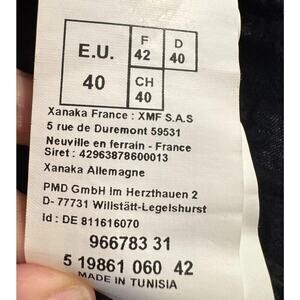 E.U.
40
F
42
D
40
CH
40
Xanaka France : XMF S.A.S
5 rue de Duremont 59531
Neuville en ferrain - France
Siret : 42963878600013
Xanaka Allemagne
PMD GmbH Im Herzthauen 2
D- 77731 Willstätt-Legelshurst
Id : DE 811616070
966783 31
5 19861 060 42
MADE IN TUNISIA